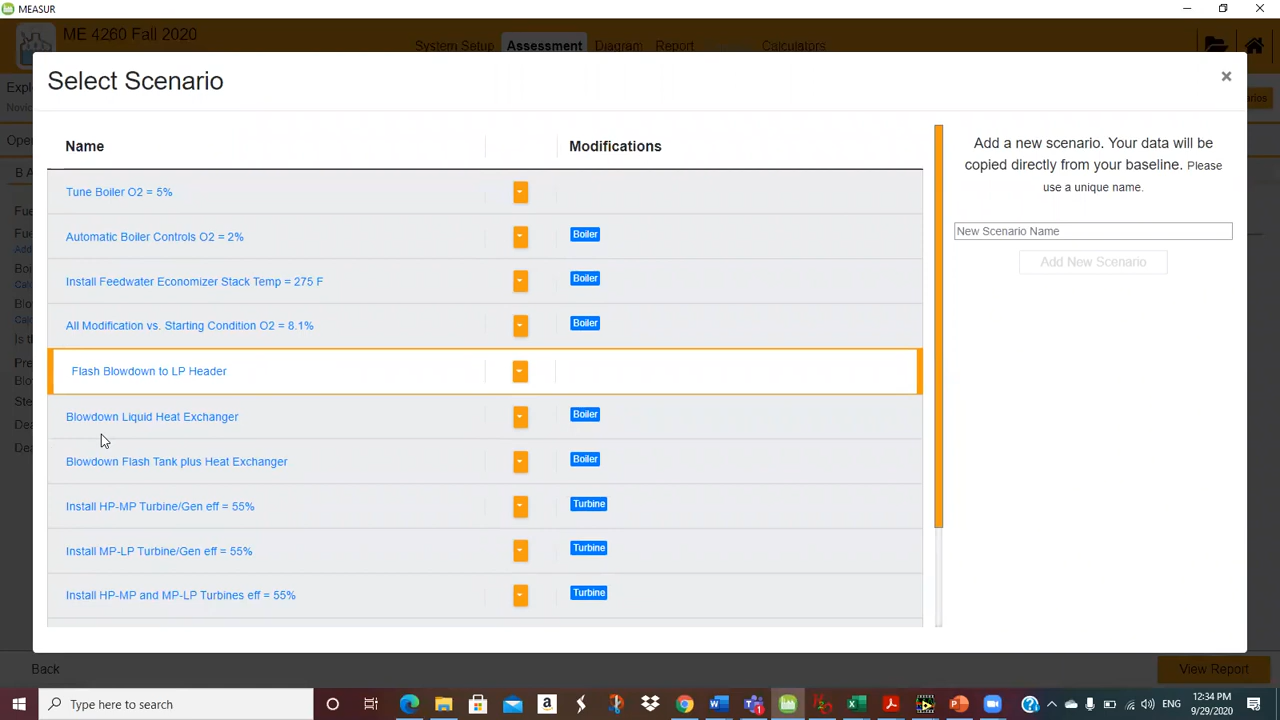 MEASUR
ME 4260 Fall 2020
System Setup Assessment Diagram Report Calculators
Select Scenario
×
Name Modifications
Tune Boiler O2 = 5%
Automatic Boiler Controls O2 = 2% Boiler
Install Feedwater Economizer Stack Temp = 275 F Boiler
All Modification vs. Starting Condition O2 = 8.1% Boiler
Flash Blowdown to LP Header
Blowdown Liquid Heat Exchanger Boiler
Blowdown Flash Tank plus Heat Exchanger Boiler
Install HP-MP Turbine/Gen eff = 55% Turbine
Install MP-LP Turbine/Gen eff = 55% Turbine
Install HP-MP and MP-LP Turbines eff = 55% Turbine
Add a new scenario. Your data will be
copied directly from your baseline. Please
use a unique name.
New Scenario Name
Add New Scenario
Back View Report
Type here to search
ENG
12:34 PM
9/29/2020